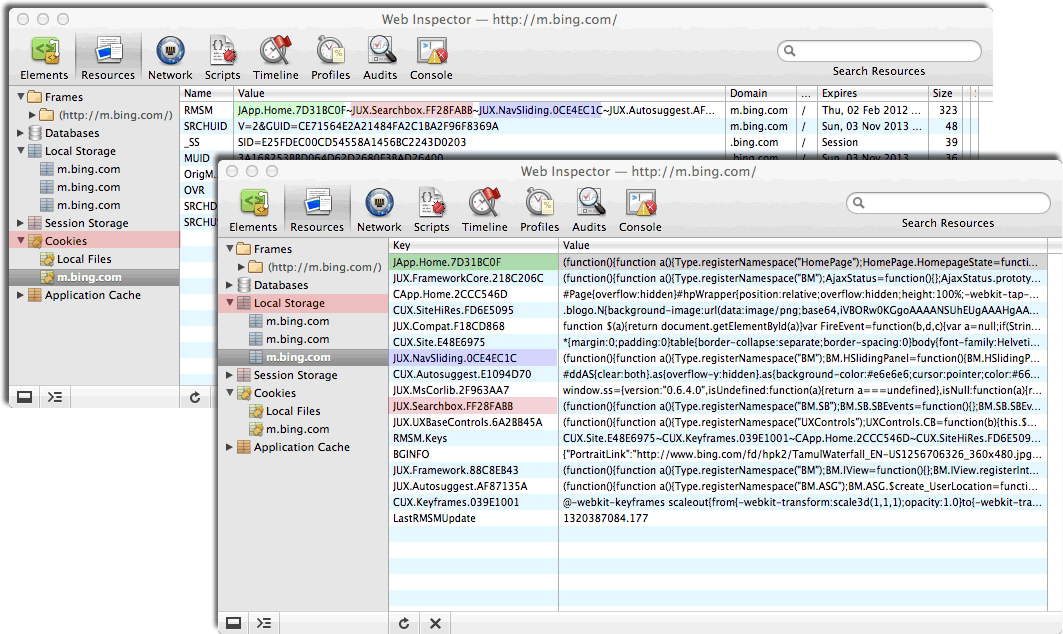 Web Inspector — http://m.bing.com/
Elements Resources Network Scripts Timeline Profiles Audits Console Search Resources
Frames
(http://m.bing.com/)
Databases
Local Storage
m.bing.com
m.bing.com
m.bing.com
Session Storage
Cookies
Local Files
m.bing.com
Application Cache
Name Value Domain ... Expires Size
RMSM JApp.Home.7D31BC0F~JUX.Searchbox.FF28FABB~JUX.NavSliding.0CE4EC1C~JUX.Autosuggest.AF... m.bing.com / Thu, 02 Feb 2012 ... 323
SRCHUID V=2&GUID=CE71564E2A21484FA2C1BA2F96F8369A m.bing.com / Sun, 03 Nov 2013 ... 48
_SS SID=E25FDEC00CD54558A1456BC2243D0203 .bing.com / Session 39
MUID .bing.com / Sun, 03 Nov 2013 ... 36
OrigM.
OVR
SRCHD
SRCHUS
Web Inspector — http://m.bing.com/
Elements Resources Network Scripts Timeline Profiles Audits Console Search Resources
Frames
(http://m.bing.com/)
Databases
Local Storage
m.bing.com
m.bing.com
m.bing.com
Session Storage
Cookies
Local Files
m.bing.com
Application Cache
Key Value
JApp.Home.7D31BC0F (function(){function a(){Type.registerNamespace("HomePage");HomePage.HomepageState=functi...
JUX.FrameworkCore.218C206C (function(){function a(){Type.registerNamespace("BM");AjaxStatus=function(){};AjaxStatus.prototy...
CApp.Home.2CCC546D #Page{overflow:hidden}#hpWrapper{position:relative;overflow:hidden;height:100%;-webkit-tap-...
CUX.SiteHiRes.FD6E5095 .blogo.N{background-image:url(data:image/png;base64,iVBORw0KGgoAAAANSUhEUgAAAHgAA...
JUX.Compat.F18CD868 function $(a){return document.getElementById(a)}var FireEvent=function(b,d,c){var a=null;if(Strin...
CUX.Site.E48E6975 *{margin:0;padding:0}table{border-collapse:separate;border-spacing:0}body{font-family:Helveti...
JUX.NavSliding.0CE4EC1C (function(){function a(){Type.registerNamespace("BM");BM.HSlidingPanel=function(){BM.HSlidingP...
CUX.Autosuggest.E1094D70 #ddAS{clear:both}.as{overflow-y:hidden}.as{background-color:#e6e6e6;cursor:pointer;color:#66...
JUX.MsCorlib.2F963AA7 window.ss={version:"0.6.4.0",isUndefined:function(a){return a===undefined},isNull:function(a){r...
JUX.Searchbox.FF28FABB (function(){function a(){Type.registerNamespace("BM.SB");BM.SB.SBEvents=function(){};BM.SB.SBEv...
JUX.UXBaseControls.6A2BB45A (function(){function a(){Type.registerNamespace("UXControls");UXControls.CB=function(b){this.$...
RMSM.Keys CUX.Site.E48E6975~CUX.Keyframes.039E1001~CApp.Home.2CCC546D~CUX.SiteHiRes.FD6E509...
BGINFO {"PortraitLink":"http://www.bing.com/fd/hpk2/TamulWaterfall_EN-US1256706326_360x480.jpg...
JUX.Framework.88C8EB43 (function(){function a(){Type.registerNamespace("BM");BM.IView=function(){};BM.IView.registerInt...
JUX.Autosuggest.AF87135A (function(){function a(){Type.registerNamespace("BM.ASG");BM.ASG.$create_UserLocation=functio...
CUX.Keyframes.039E1001 @-webkit-keyframes scaleout{from{-webkit-transform:scale3d(1,1,1);opacity:1.0}to{-webkit-tra...
LastRMSMUpdate 1320387084.177